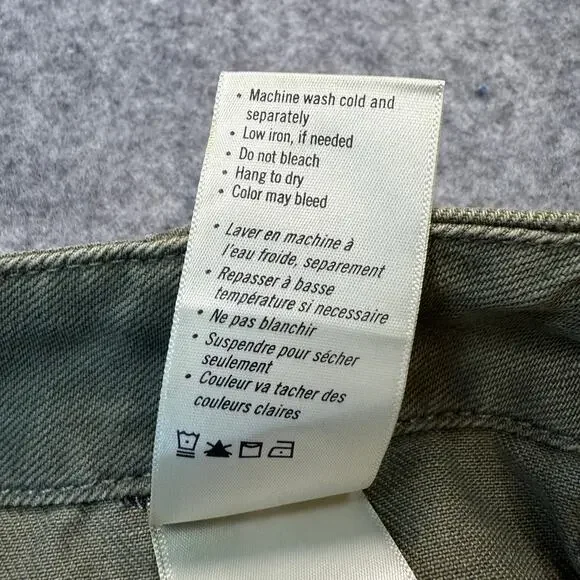 • Machine wash cold and
separately
• Low iron, if needed
• Do not bleach
• Hang to dry
• Color may bleed
• Laver en machine à
l'eau froide, separement
• Repasser à basse
température si necessaire
• Ne pas blanchir
• Suspendre pour sécher
seulement
• Couleur va tacher des
couleurs claires